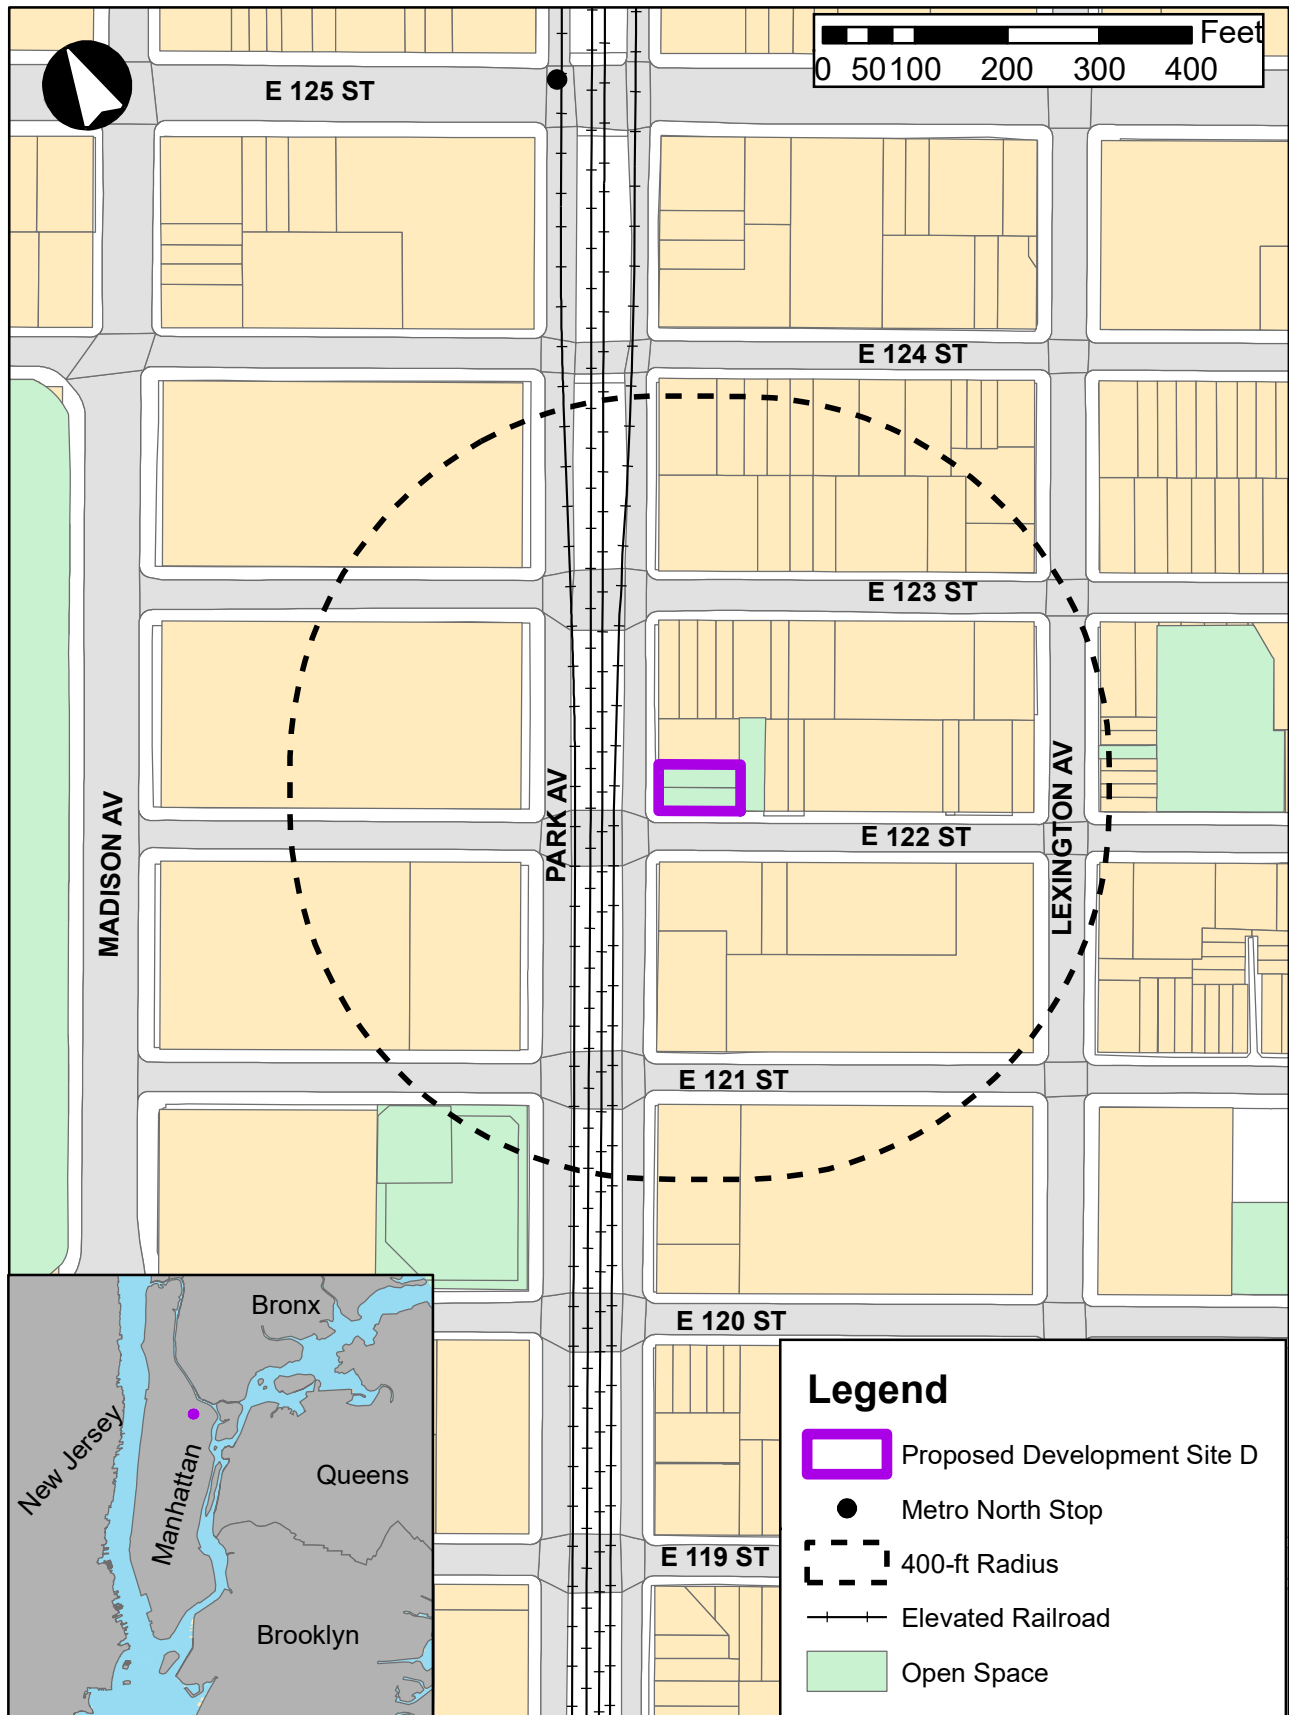 Feet
0 50 100 200 300 400
E 125 ST
E 124 ST
E 123 ST
PARK AV
LEXINGTON AV
MADISON AV
E 122 ST
E 121 ST
E 120 ST
E 119 ST
Bronx
New Jersey
Manhattan
Queens
Brooklyn
Legend
Proposed Development Site D
Metro North Stop
400-ft Radius
Elevated Railroad
Open Space